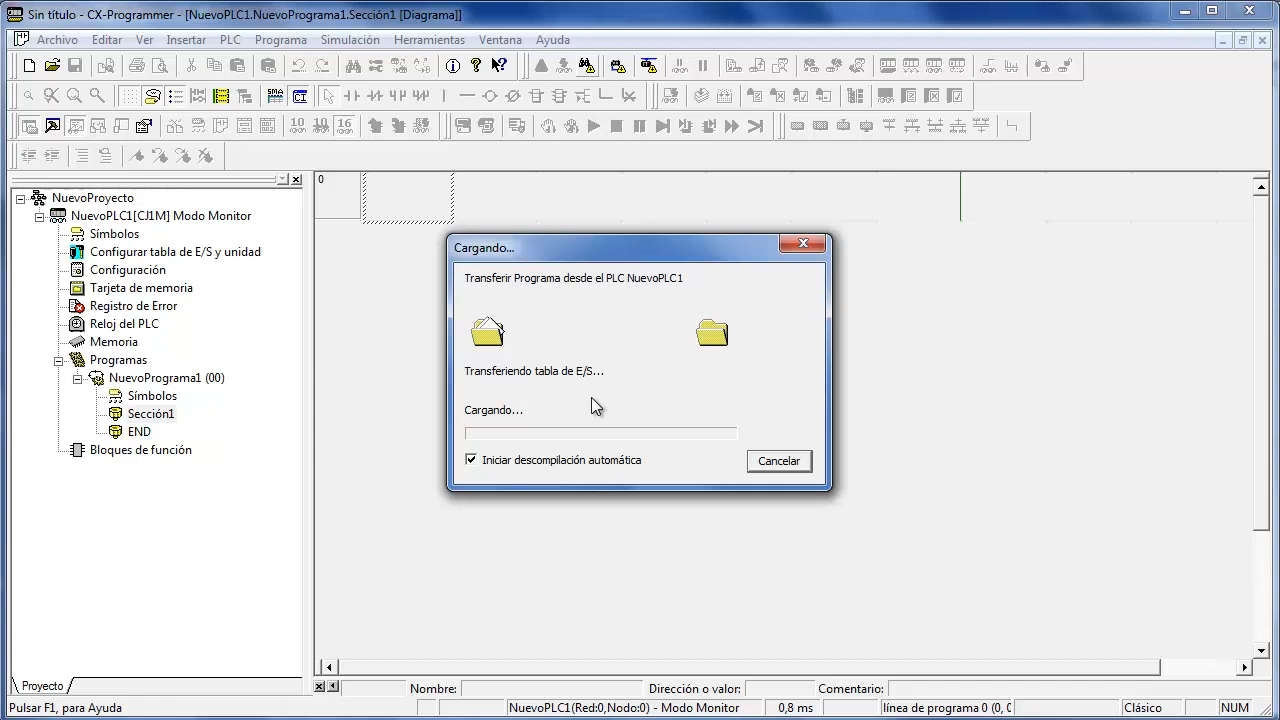 Sin título - CX-Programmer - [NuevoPLC1.NuevoPrograma1.Sección1 [Diagrama]]
Archivo Editar Ver Insertar PLC Programa Simulación Herramientas Ventana Ayuda
SMA
10 10 16
NuevoProyecto
NuevoPLC1[CJ1M] Modo Monitor
Símbolos
Configurar tabla de E/S y unidad
Configuración
Tarjeta de memoria
Registro de Error
Reloj del PLC
Memoria
Programas
NuevoPrograma1 (00)
Símbolos
Sección1
END
Bloques de función
Proyecto
0
Cargando...
Transferir Programa desde el PLC NuevoPLC1
Transferiendo tabla de E/S...
Cargando...
Iniciar descompilación automática
Cancelar
Nombre: Dirección o valor: Comentario:
Pulsar F1, para Ayuda NuevoPLC1(Red:0,Nodo:0) - Modo Monitor 0,8 ms línea de programa 0 (0, 0 Clásico NUM